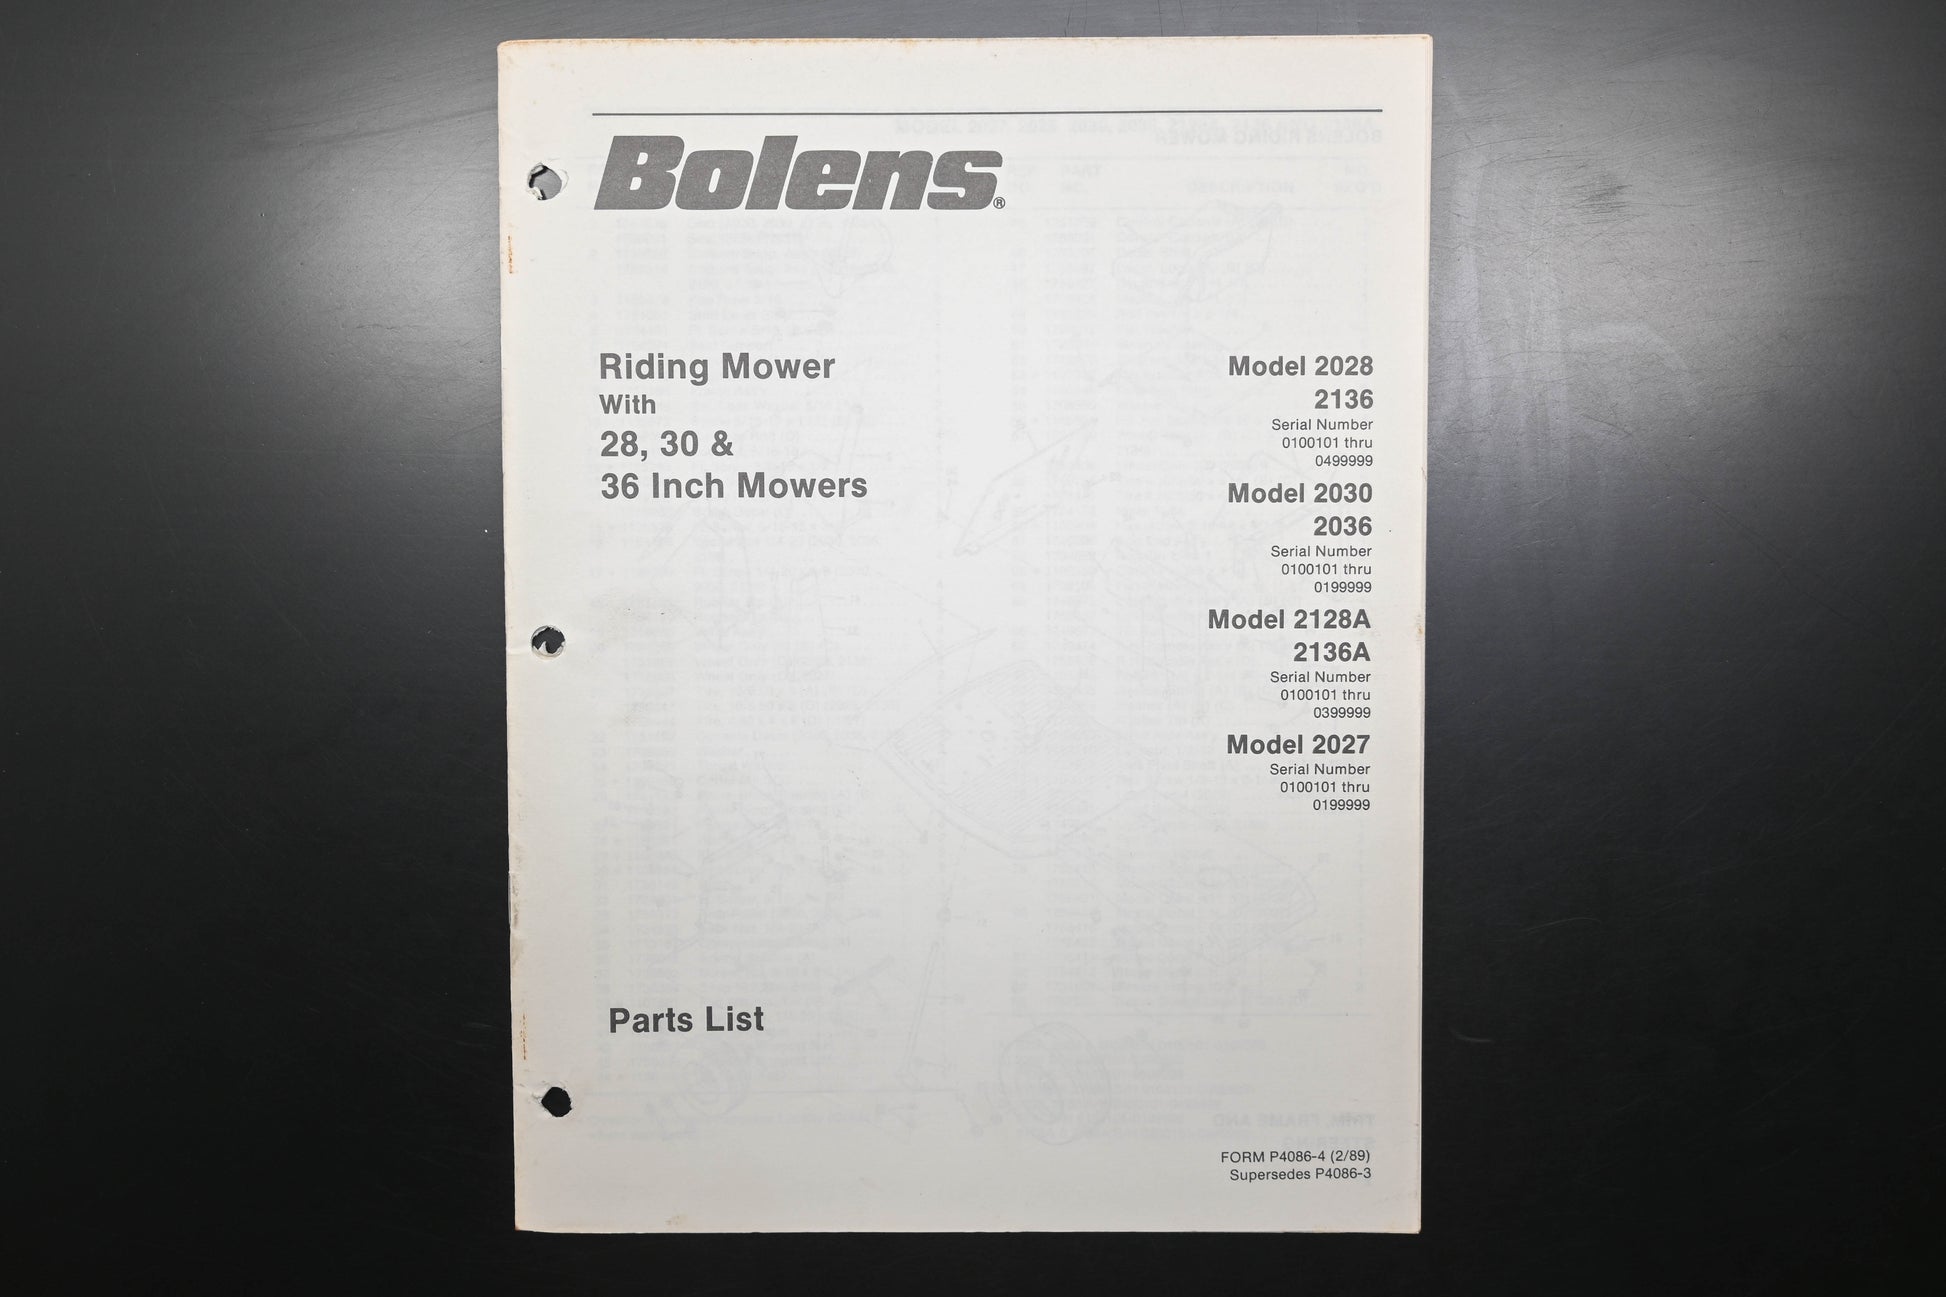 Bolens®
Riding Mower
With
28, 30 &
36 Inch Mowers
Model 2028
2136
Serial Number
0100101 thru
0499999
Model 2030
2036
Serial Number
0100101 thru
0199999
Model 2128A
2136A
Serial Number
0100101 thru
0399999
Model 2027
Serial Number
0100101 thru
0199999
Parts List
FORM P4086-4 (2/89)
Supersedes P4086-3